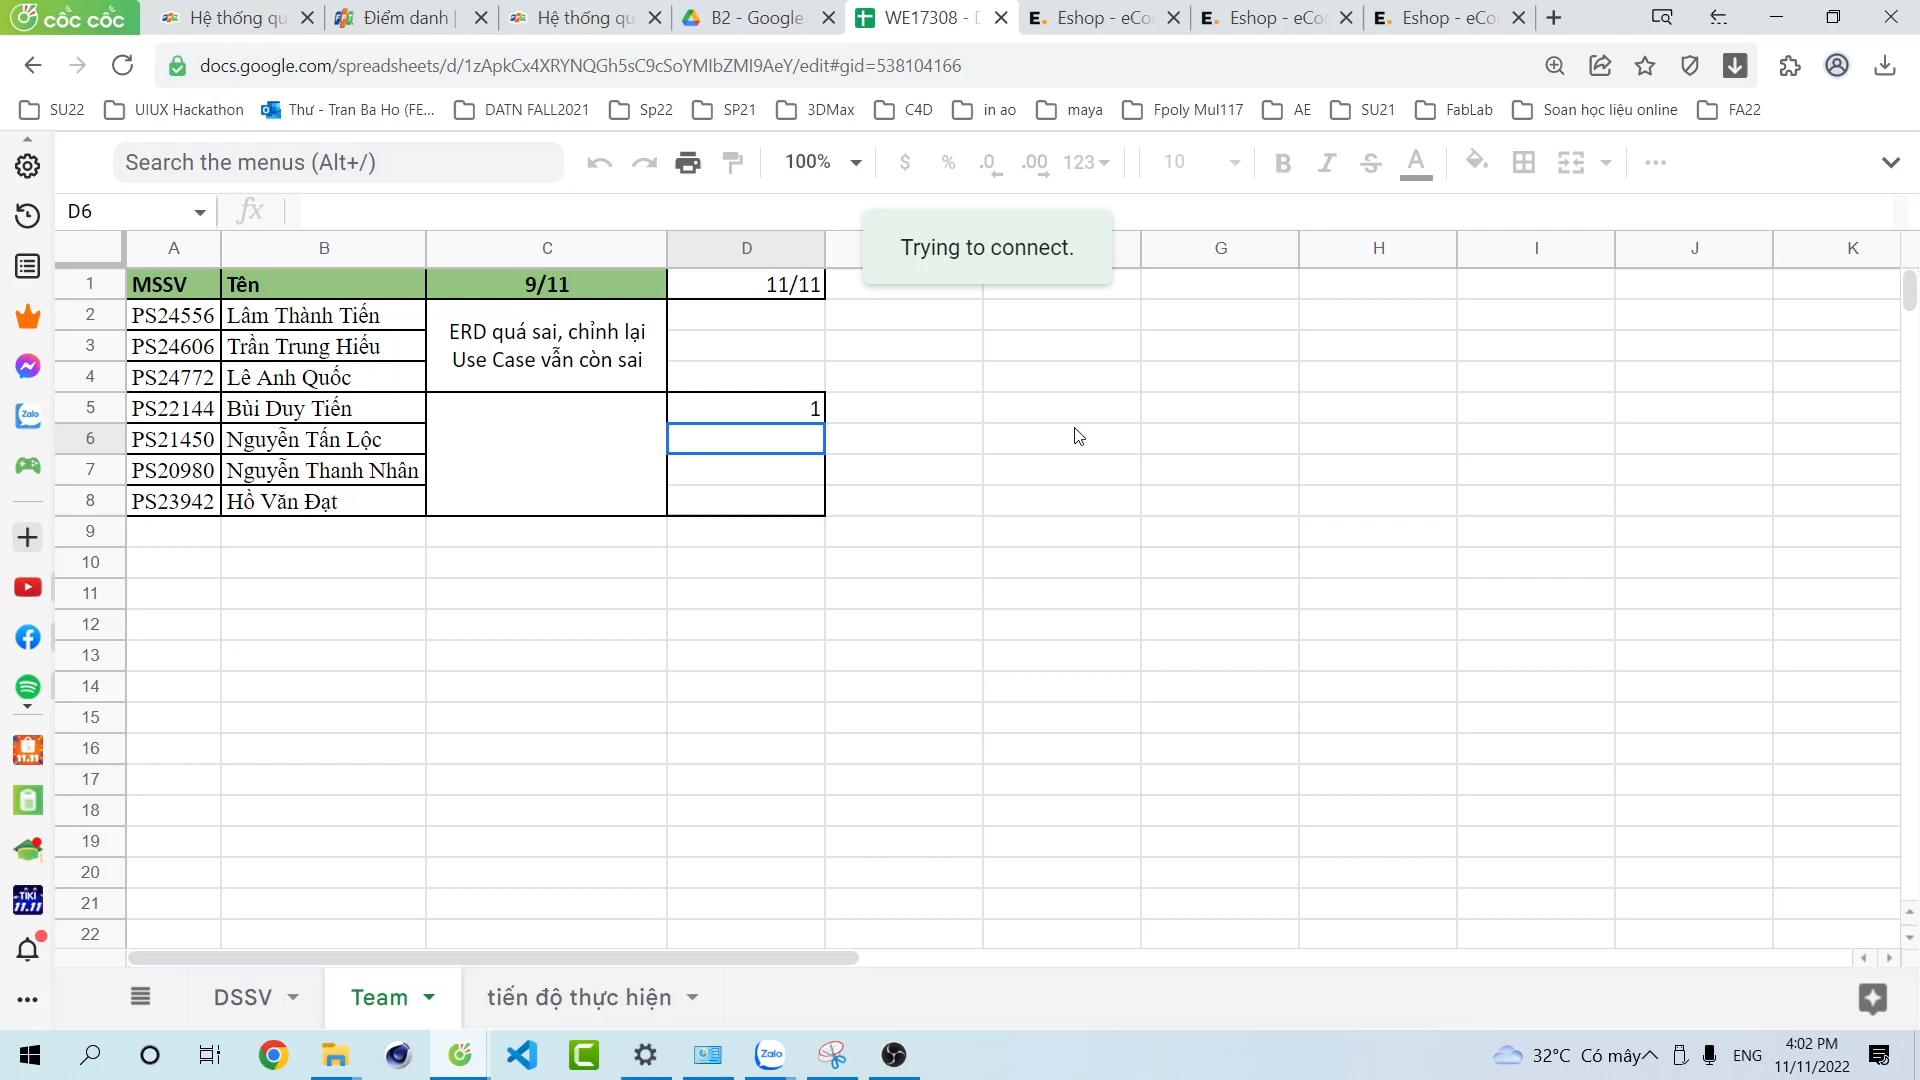 cốc cốc
Hệ thống qu
Điểm danh |
Hệ thống qu
B2 - Google
WE17308 - D
E. Eshop - eCo
E. Eshop - eCo
E. Eshop - eCo
docs.google.com/spreadsheets/d/1zApkCx4XRYNQGh5sC9cSoYMIbZMI9AeY/edit#gid=538104166
SU22
UIUX Hackathon
Thư - Tran Ba Ho (FE...
DATN FALL2021
Sp22
SP21
3DMax
C4D
in ao
maya
Fpoly Mul117
AE
SU21
FabLab
Soan học liệu online
FA22
Search the menus (Alt+/)
100%
$ % .0 .00 123
10
B I S A
D6
fx
Trying to connect.
A B C D G H I J K
1 MSSV Tên 9/11 11/11
2 PS24556 Lâm Thành Tiến
ERD quá sai, chỉnh lại
3 PS24606 Trần Trung Hiếu
Use Case vẫn còn sai
4 PS24772 Lê Anh Quốc
5 PS22144 Bùi Duy Tiến 1
6 PS21450 Nguyễn Tấn Lộc
7 PS20980 Nguyễn Thanh Nhân
8 PS23942 Hồ Văn Đạt
9
10
11
12
13
14
15
16
17
18
19
20
21
22
Zalo
11.11
TIKI
11.11
DSSV
Team
tiến độ thực hiện
Zalo
32°C Có mây
ENG
4:02 PM
11/11/2022